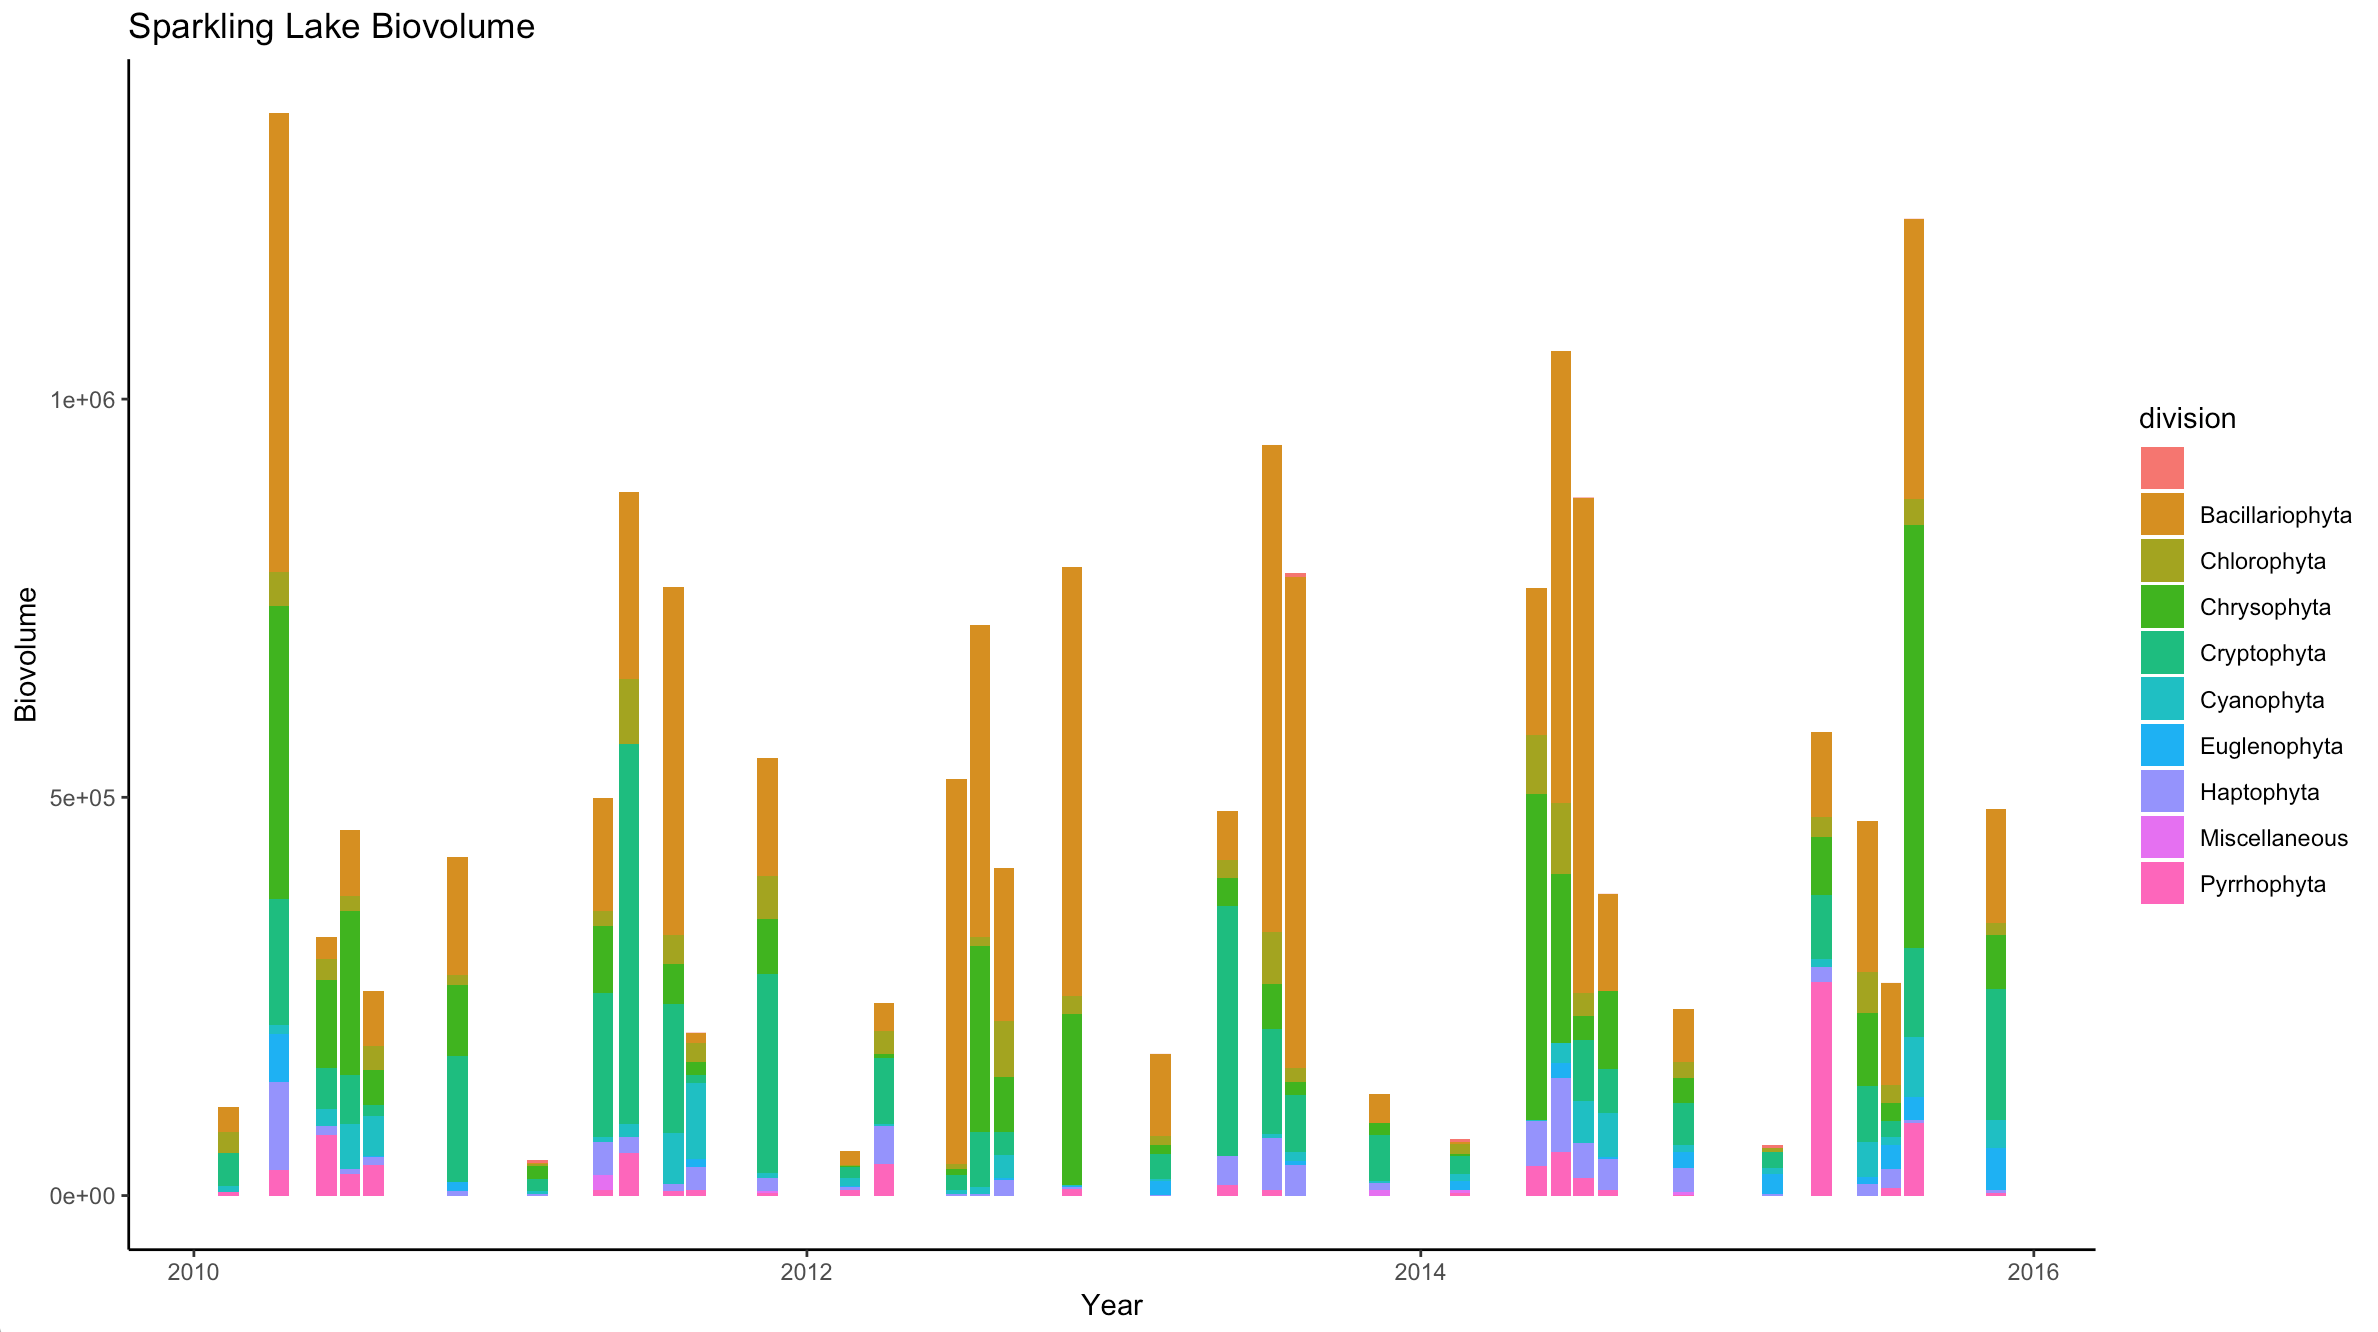 Sparkling Lake Biovolume
Biovolume
1e+06
5e+05
0e+00
2010
2012
2014
2016
Year
division
Bacillariophyta
Chlorophyta
Chrysophyta
Cryptophyta
Cyanophyta
Euglenophyta
Haptophyta
Miscellaneous
Pyrrhophyta